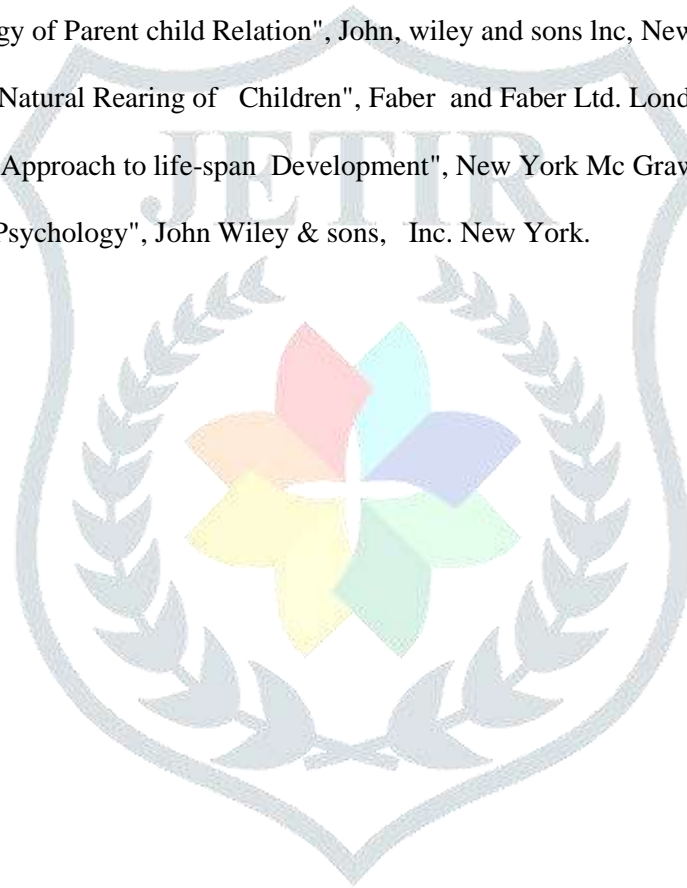 gy of Parent child Relation", John, wiley and sons lnc, New
Natural Rearing of Children", Faber and Faber Ltd. Lond
Approach to life-span Development", New York Mc Graw
Psychology", John Wiley & sons, Inc. New York.
JETIR